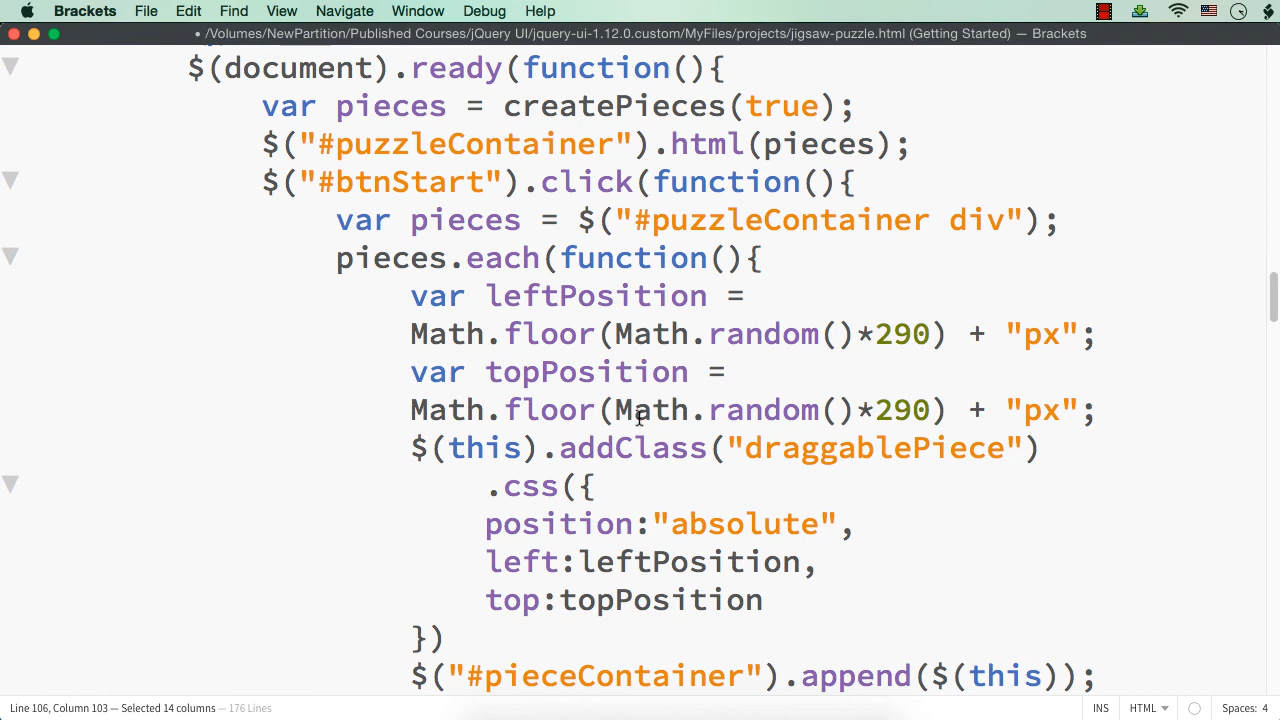 Brackets File Edit Find View Navigate Window Debug Help
• /Volumes/NewPartition/Published Courses/jQuery UI/jquery-ui-1.12.0.custom/MyFiles/projects/jigsaw-puzzle.html (Getting Started) — Brackets
$(document).ready(function(){
var pieces = createPieces(true);
$("#puzzleContainer").html(pieces);
$("#btnStart").click(function(){
var pieces = $("#puzzleContainer div");
pieces.each(function(){
var leftPosition =
Math.floor(Math.random()*290) + "px";
var topPosition =
Math.floor(Math.random()*290) + "px";
$(this).addClass("draggablePiece")
.css({
position:"absolute",
left:leftPosition,
top:topPosition
})
$("#pieceContainer").append($(this));
Line 106, Column 103 — Selected 14 columns — 176 Lines INS HTML Spaces: 4